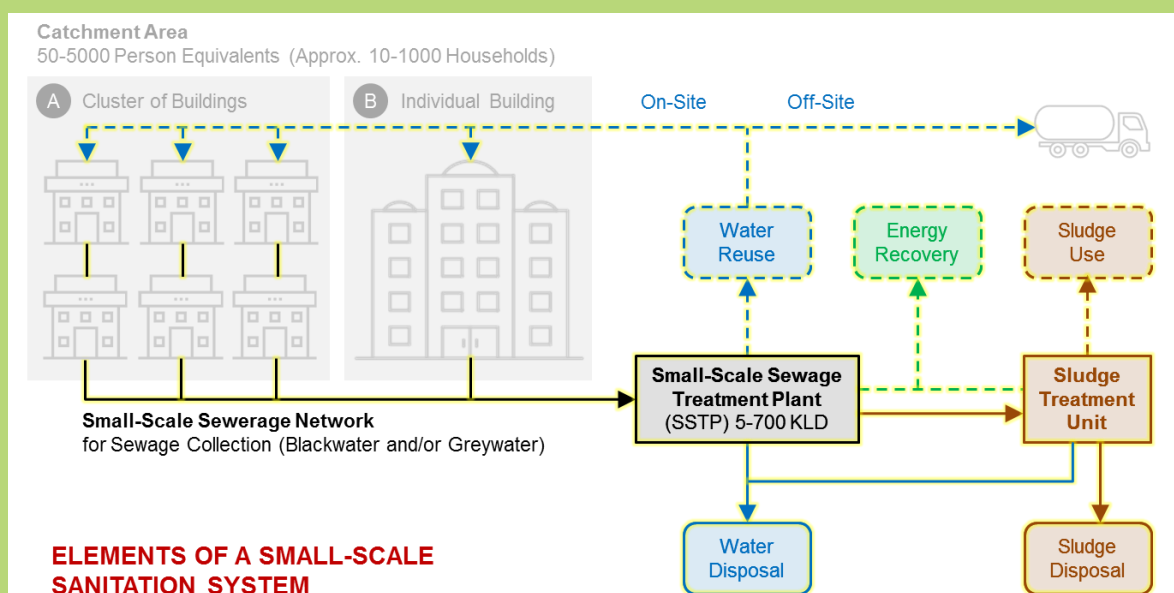 Catchment Area
50-5000 Person Equivalents (Approx. 10-1000 Households)
A Cluster of Buildings
B Individual Building
On-Site
Off-Site
Water
Reuse
Energy
Recovery
Sludge
Use
Small-Scale Sewage
Treatment Plant
(SSTP) 5-700 KLD
Sludge
Treatment
Unit
Small-Scale Sewerage Network
for Sewage Collection (Blackwater and/or Greywater)
Water
Disposal
Sludge
Disposal
ELEMENTS OF A SMALL-SCALE
SANITATION SYSTEM